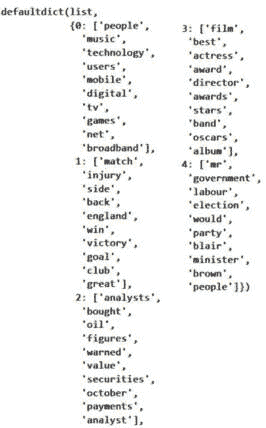 defaultdict(list,
{0: ['people',
'music',
'technology',
'users',
'mobile',
'digital',
'tv',
'games',
'net',
'broadband'],
1: ['match',
'injury',
'side',
'back',
'england',
'win',
'victory',
'goal',
'club',
'great'],
2: ['analysts',
'bought',
'oil',
'figures',
'warned',
'value',
'securities',
'october',
'payments',
'analyst'],
3: ['film',
'best',
'actress',
'award',
'director',
'awards',
'stars',
'band',
'oscars',
'album'],
4: ['mr',
'government',
'labour',
'election',
'would',
'party',
'blair',
'minister',
'brown',
'people']})